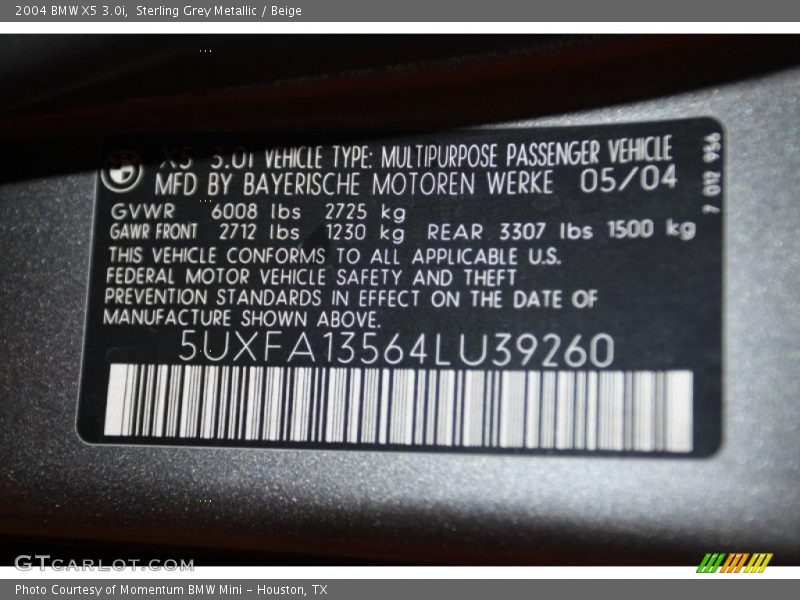 2004 BMW X5 3.0i,  Sterling Grey Metallic / Beige
X5 3.0i VEHICLE TYPE: MULTIPURPOSE PASSENGER VEHICLE
MFD BY BAYERISCHE MOTOREN WERKE 05/04
GVWR 6008 lbs 2725 kg
GAWR FRONT 2712 lbs 1230 kg REAR 3307 lbs 1500 kg
THIS VEHICLE CONFORMS TO ALL APPLICABLE U.S.
FEDERAL MOTOR VEHICLE SAFETY AND THEFT
PREVENTION STANDARDS IN EFFECT ON THE DATE OF
MANUFACTURE SHOWN ABOVE.
5UXFA13564LU39260
7 012 956
GTCARLOT.COM
Photo Courtesy of Momentum BMW Mini - Houston, TX